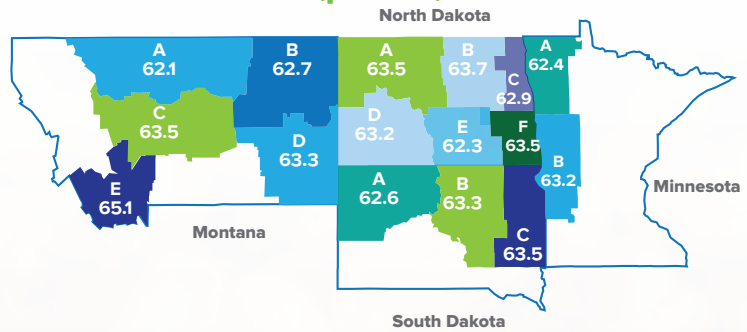 North Dakota
A
62.1
B
62.7
A
63.5
B
63.7
C
62.9
A
62.4
C
63.5
D
63.3
D
63.2
E
62.3
F
63.5
B
63.2
E
65.1
A
62.6
B
63.3
C
63.5
Minnesota
Montana
South Dakota